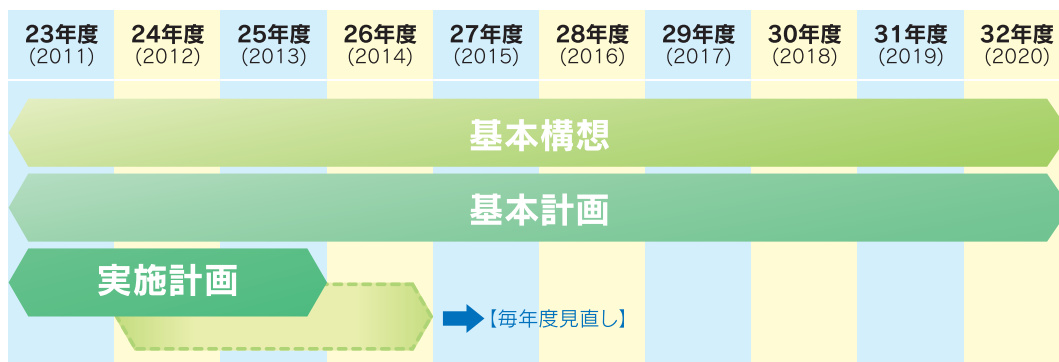 23年度 24年度 25年度 26年度 27年度 28年度 29年度 30年度 31年度 32年度
(2011) (2012) (2013) (2014) (2015) (2016) (2017) (2018) (2019) (2020)
基本構想
基本計画
実施計画
【毎年度見直し】